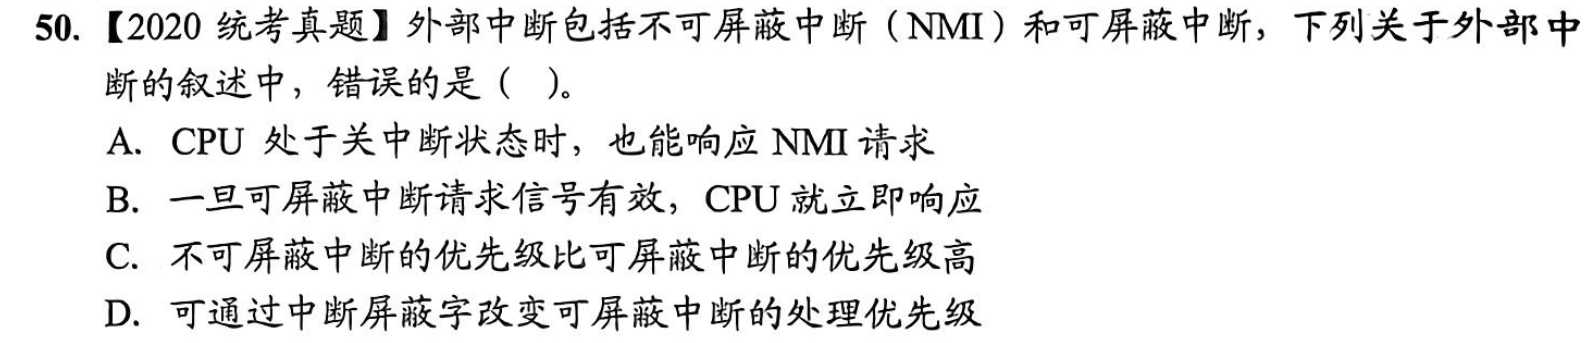 50.【2020 统考真题】外部中断包括不可屏蔽中断（NMI）和可屏蔽中断，下列关于外部中
断的叙述中，错误的是（ ）。
A. CPU 处于关中断状态时，也能响应 NMI 请求
B. 一旦可屏蔽中断请求信号有效，CPU 就立即响应
C. 不可屏蔽中断的优先级比可屏蔽中断的优先级高
D. 可通过中断屏蔽字改变可屏蔽中断的处理优先级